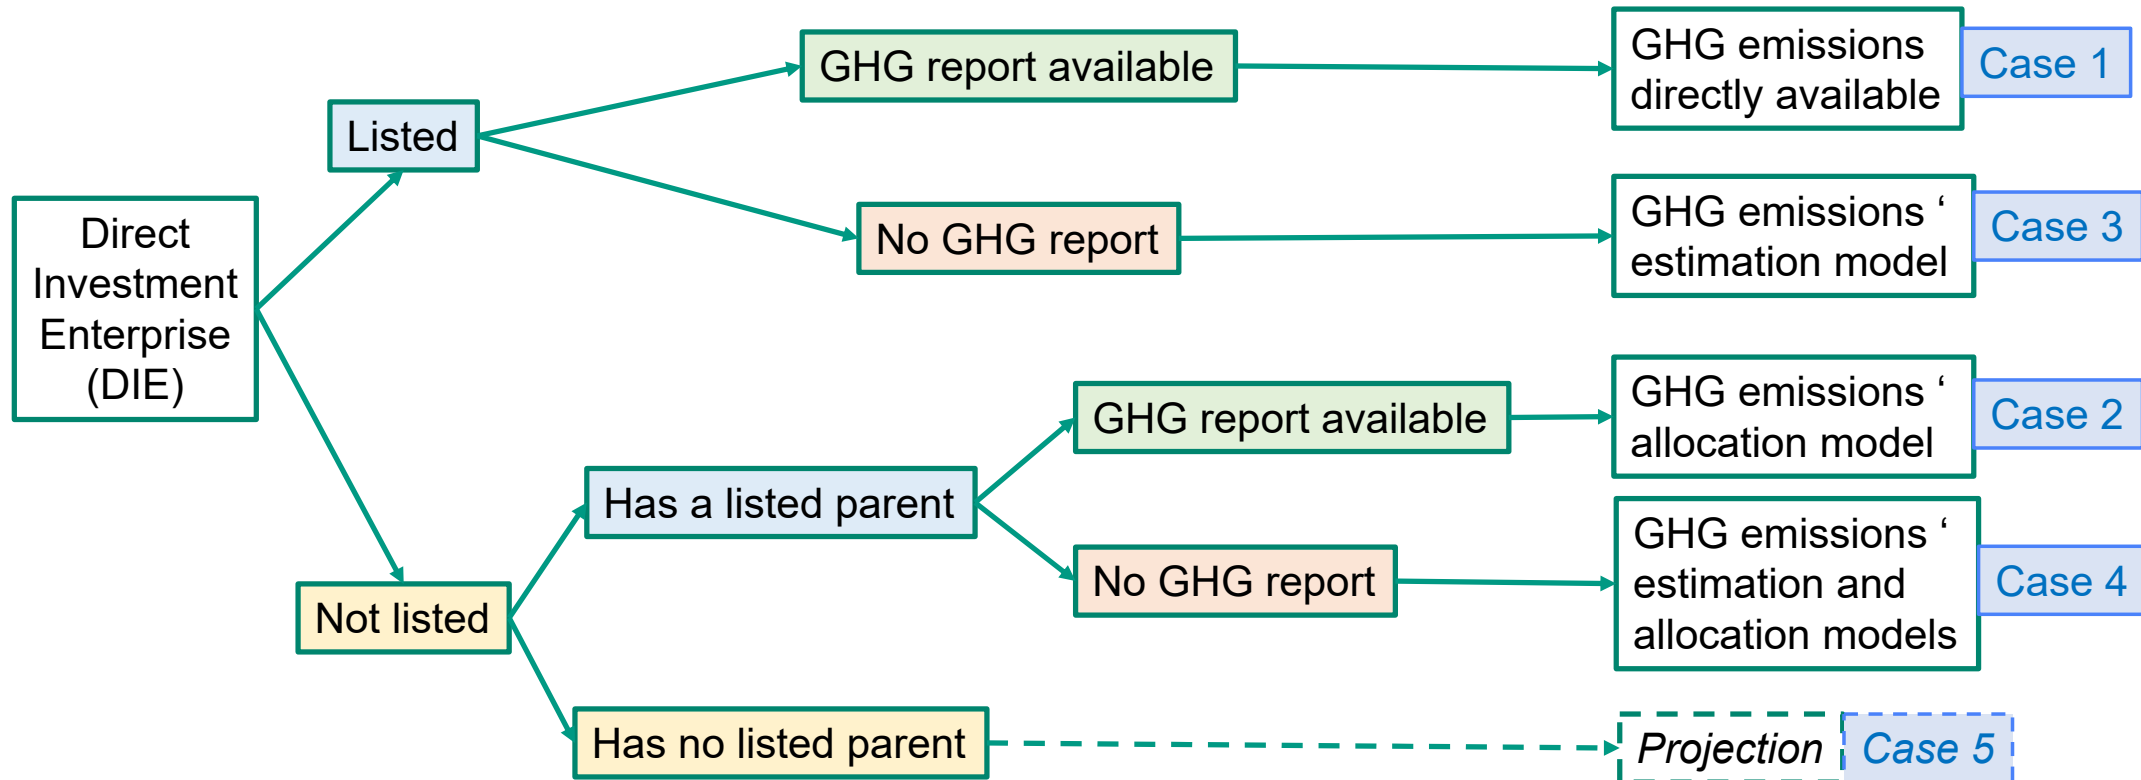 GHG report available
GHG emissions
directly available
Case 1
Listed
No GHG report
GHG emissions ‘
estimation model
Case 3
Direct
Investment
Enterprise
(DIE)
GHG report available
GHG emissions ‘
allocation model
Case 2
Has a listed parent
No GHG report
GHG emissions ‘
estimation and
allocation models
Case 4
Not listed
Has no listed parent
Projection
Case 5